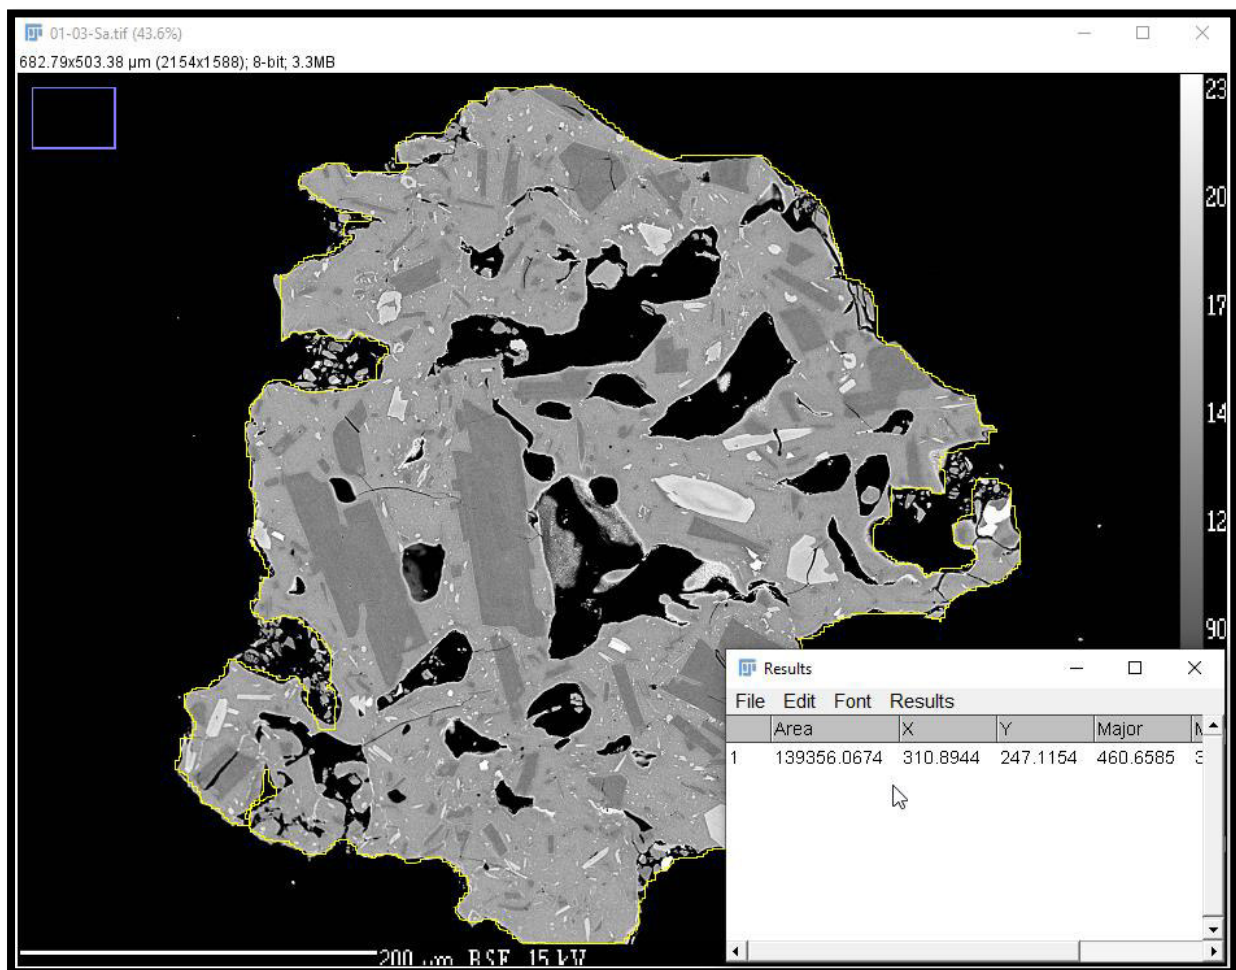 01-03-Sa.tif (43.6%)
682.79x503.38 µm (2154x1588); 8-bit; 3.3MB
23
20
17
14
12
90
Results
File Edit Font Results
Area X Y Major
1 139356.0674 310.8944 247.1154 460.6585
200 µm BSE 15 kV